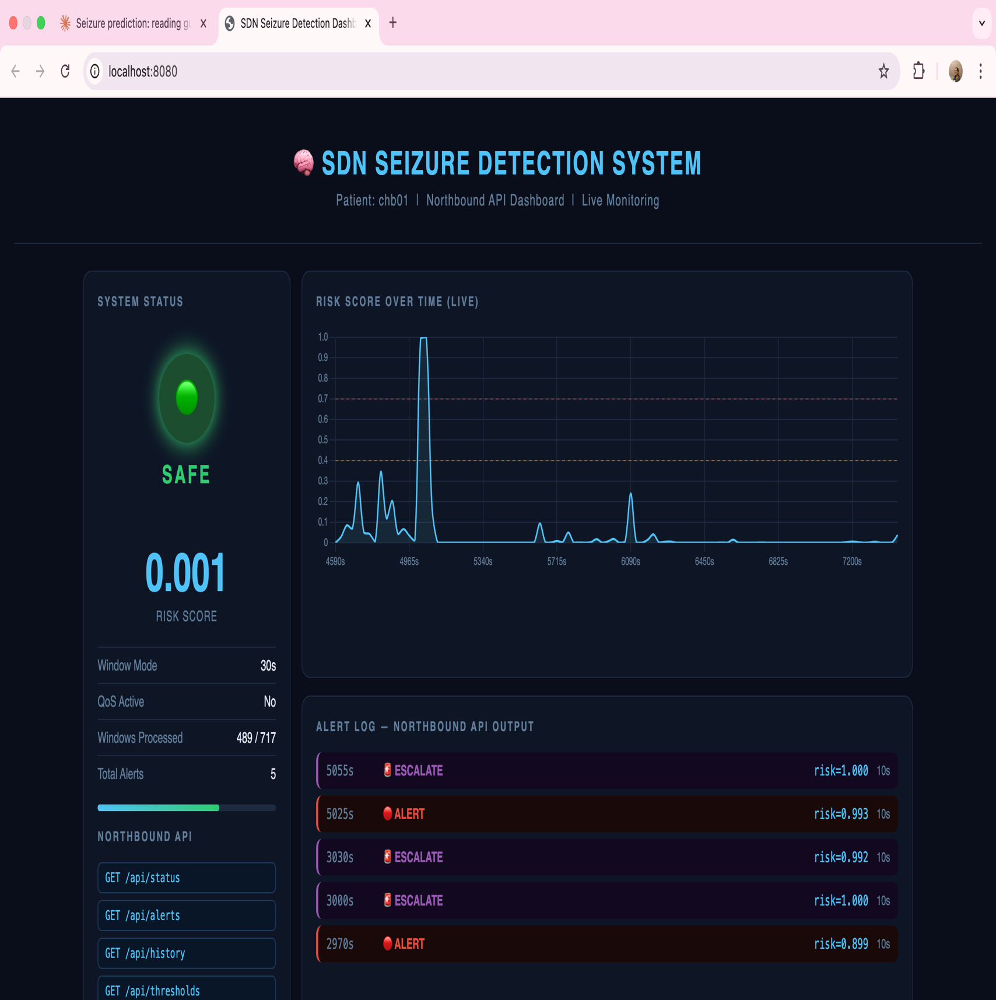 Seizure prediction: reading gu
SDN Seizure Detection Dashb
localhost:8080
SDN SEIZURE DETECTION SYSTEM
Patient: chb01 | Northbound API Dashboard | Live Monitoring
SYSTEM STATUS
SAFE
0.001
RISK SCORE
Window Mode 30s
QoS Active No
Windows Processed 489 / 717
Total Alerts 5
NORTHBOUND API
GET /api/status
GET /api/alerts
GET /api/history
GET /api/thresholds
RISK SCORE OVER TIME (LIVE)
1.0
0.9
0.8
0.7
0.6
0.5
0.4
0.3
0.2
0.1
0
4590s 4965s 5340s 5715s 6090s 6450s 6825s 7200s
ALERT LOG — NORTHBOUND API OUTPUT
5055s ESCALATE risk=1.000 10s
5025s ALERT risk=0.993 10s
3030s ESCALATE risk=0.992 10s
3000s ESCALATE risk=1.000 10s
2970s ALERT risk=0.899 10s